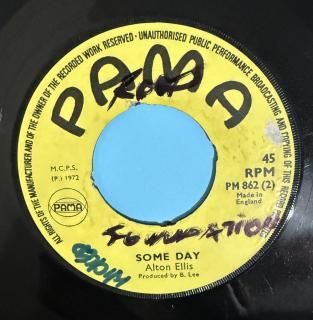 ALL RIGHTS OF THE MANUFACTURER AND OF THE OWNER OF THE RECORDED WORK RESERVED · UNAUTHORISED PUBLIC PERFORMANCE BROADCASTING AND COPYING OF THIS RECORD
PAMA
M.C.P.S.
(P.) 1972
PAMA
45
RPM
PM 862 (2)
Made in
England
SOME DAY
Alton Ellis
Produced by B. Lee